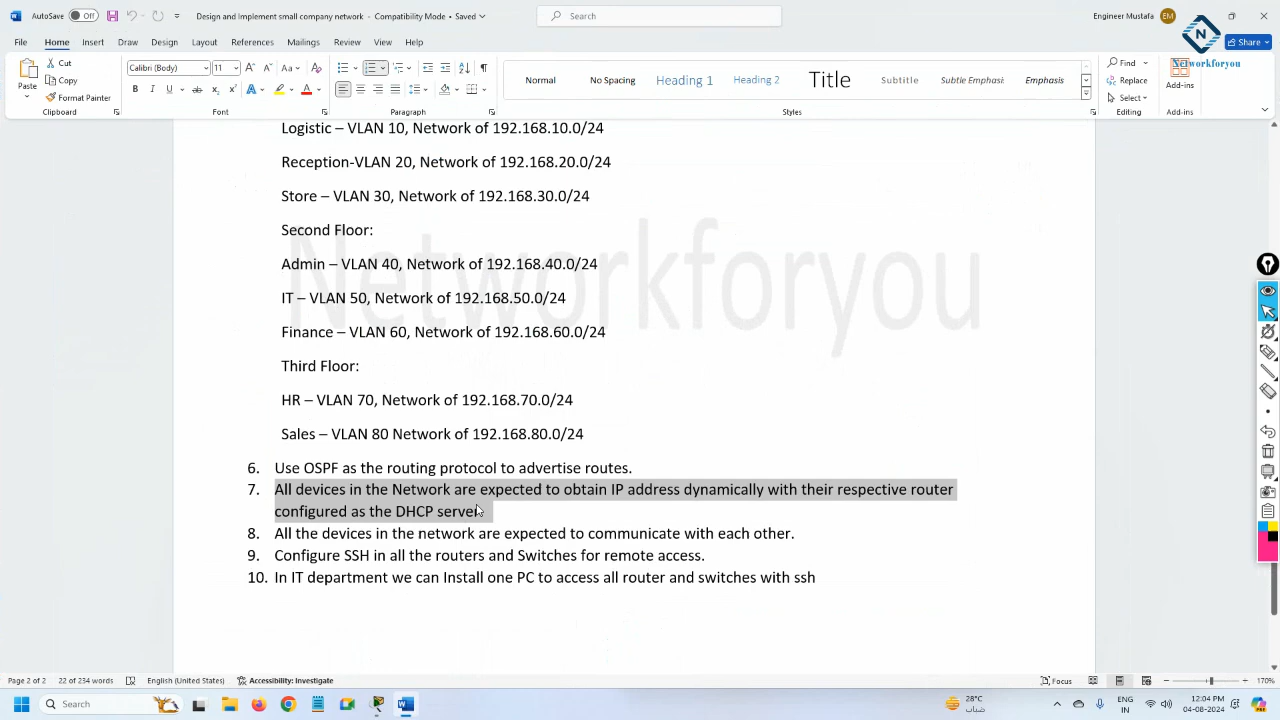 AutoSave Off
Design and Implement small network - Compatibility Mode - Saved
Search
Engineer Mustafa
EM
N
Networkforyou
File Home Insert Draw Design Layout References Mailings Review View Help
Share
Paste
Cut
Copy
Format Painter
Clipboard
Calibri (Body) 11
Font
Paragraph
Normal No Spacing Heading 1 Heading 2 Title Subtitle Subtle Emphasis Emphasis
Styles
Find
Replace
Select
Editing
Add-ins
Add-ins
Logistic – VLAN 10, Network of 192.168.10.0/24
Reception-VLAN 20, Network of 192.168.20.0/24
Store – VLAN 30, Network of 192.168.30.0/24
Second Floor:
Admin – VLAN 40, Network of 192.168.40.0/24
IT – VLAN 50, Network of 192.168.50.0/24
Finance – VLAN 60, Network of 192.168.60.0/24
Third Floor:
HR – VLAN 70, Network of 192.168.70.0/24
Sales – VLAN 80 Network of 192.168.80.0/24
Networkforyou
6. Use OSPF as the routing protocol to advertise routes.
7. All devices in the Network are expected to obtain IP address dynamically with their respective router
configured as the DHCP server.
8. All the devices in the network are expected to communicate with each other.
9. Configure SSH in all the routers and Switches for remote access.
10. In IT department we can Install one PC to access all router and switches with ssh
Page 2 of 2 22 of 234 words English (United States) Accessibility: Investigate Focus 170%
Search
28°C
ضباب
ENG
IN
12:04 PM
04-08-2024